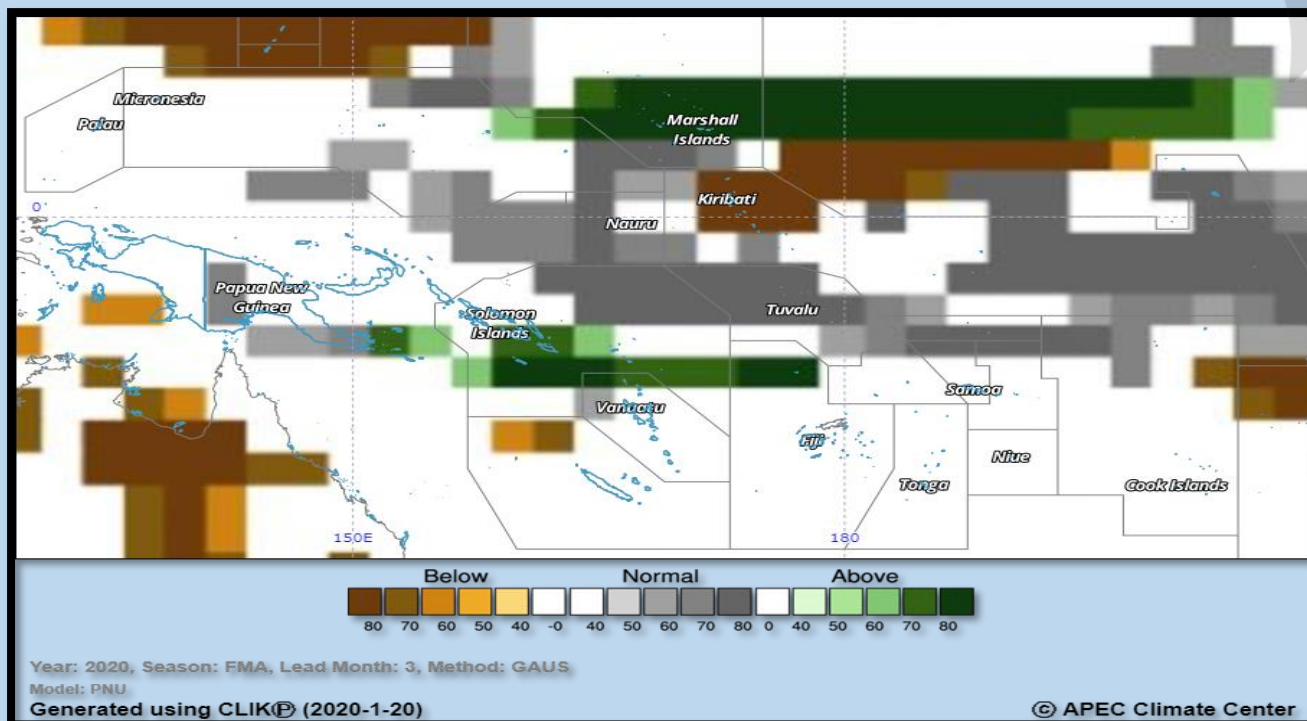 Micronesia
Palau
Marshall
Islands
Kiribati
0
Nauru
Papua New
Guinea
Solomon
Islands
Tuvalu
Vanuatu
Samoa
Fiji
Niue
Tonga
Cook Islands
150E
180
Below Normal Above
80 70 60 50 40 -0 40 50 60 70 80 0 40 50 60 70 80
Year: 2020, Season: FMA, Lead Month: 3, Method: GAUS
Model: PNU
Generated using CLIKⓅ (2020-1-20)
© APEC Climate Center